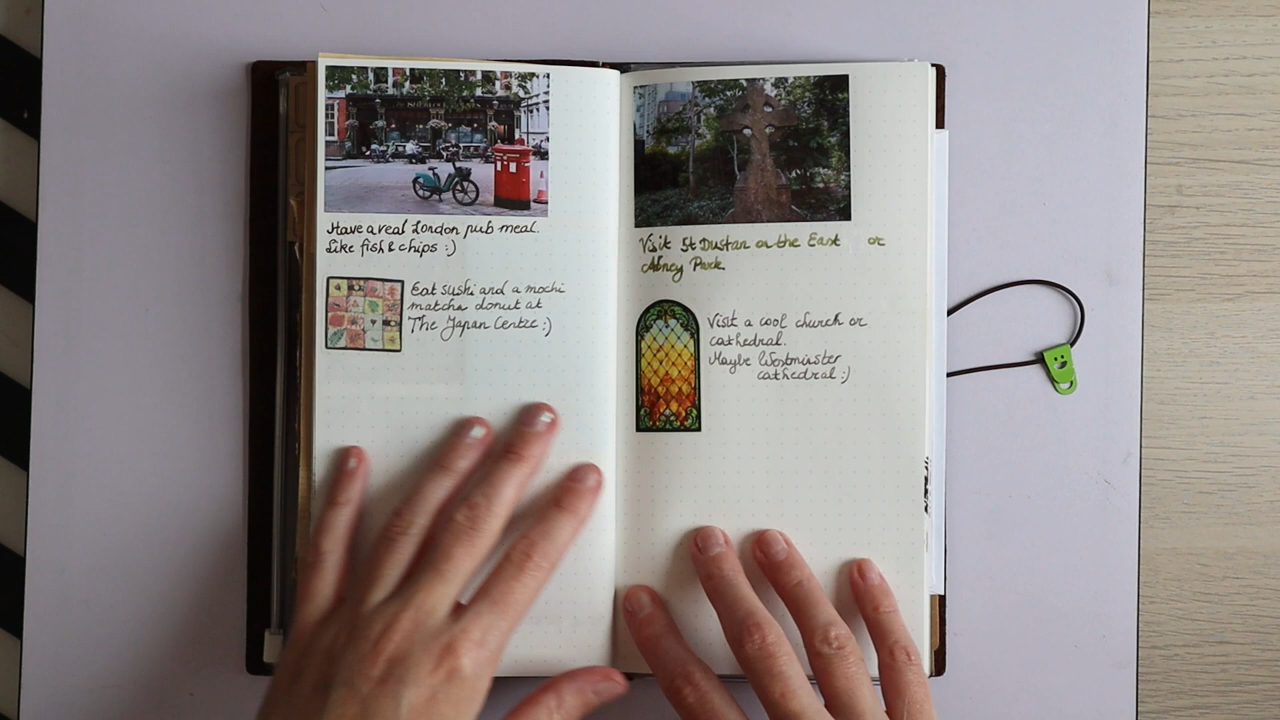 Have a real London pub meal.
Like fish & chips :)
Eat sushi and a mochi
matcha donut at
The Japan Centre :)
Visit St Dustan on the East or
Abney Park.
Visit a cool church or
cathedral.
Maybe Westminster
cathedral :)